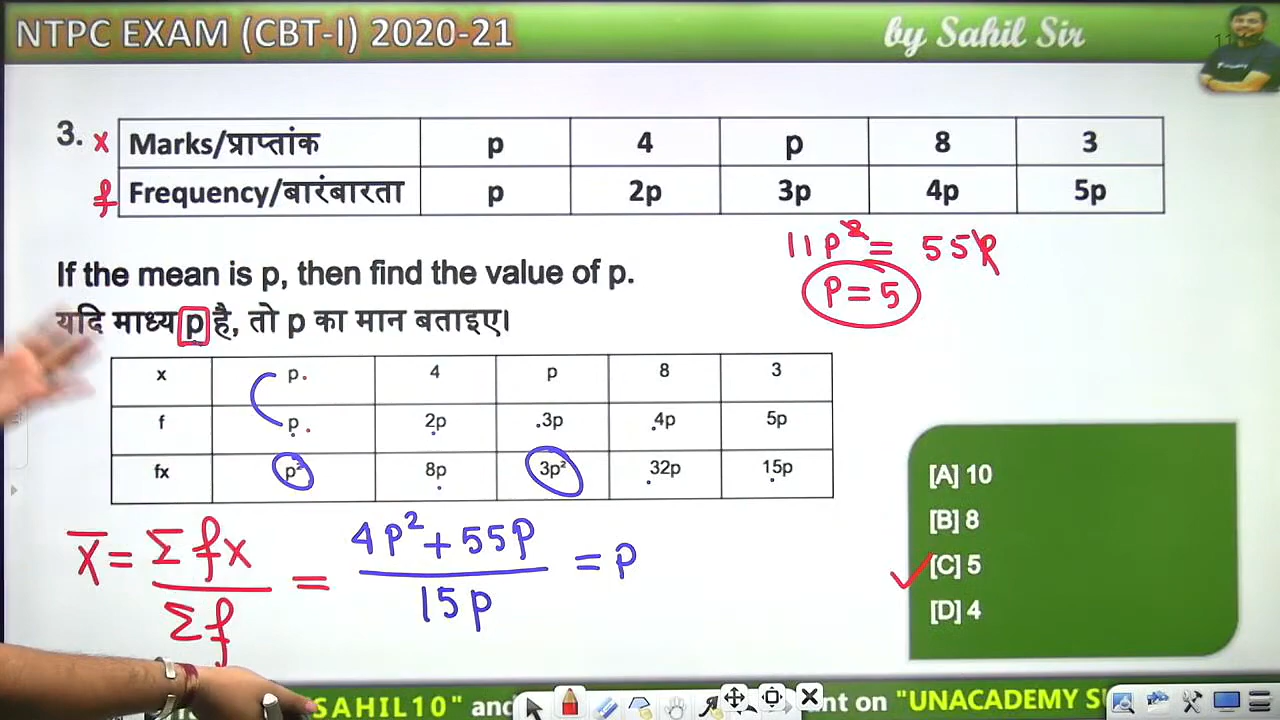 NTPC EXAM (CBT-I) 2020-21
by Sahil Sir
3. x Marks/प्राप्तांक p 4 p 8 3
f Frequency/बारंबारता p 2p 3p 4p 5p
11p² = 55p
P = 5
If the mean is p, then find the value of p.
यदि माध्य p है, तो p का मान बताइए।
x p 4 p 8 3
f p 2p 3p 4p 5p
fx p² 8p 3p² 32p 15p
[A] 10
[B] 8
[C] 5
[D] 4
x̄ = Σfx / Σf = 4p² + 55p / 15p = p
"SAHIL10" and
nt on "UNACADEMY